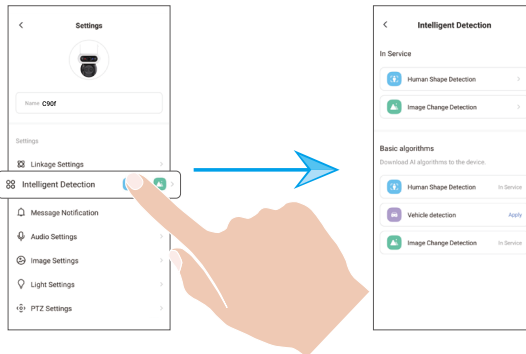 Settings
Name C90f
Settings
Linkage Settings
Intelligent Detection
Message Notification
Audio Settings
Image Settings
Light Settings
PTZ Settings
Intelligent Detection
In Service
Human Shape Detection
Image Change Detection
Basic algorithms
Download AI algorithms to the device.
Human Shape Detection In Service
Vehicle detection Apply
Image Change Detection In Service